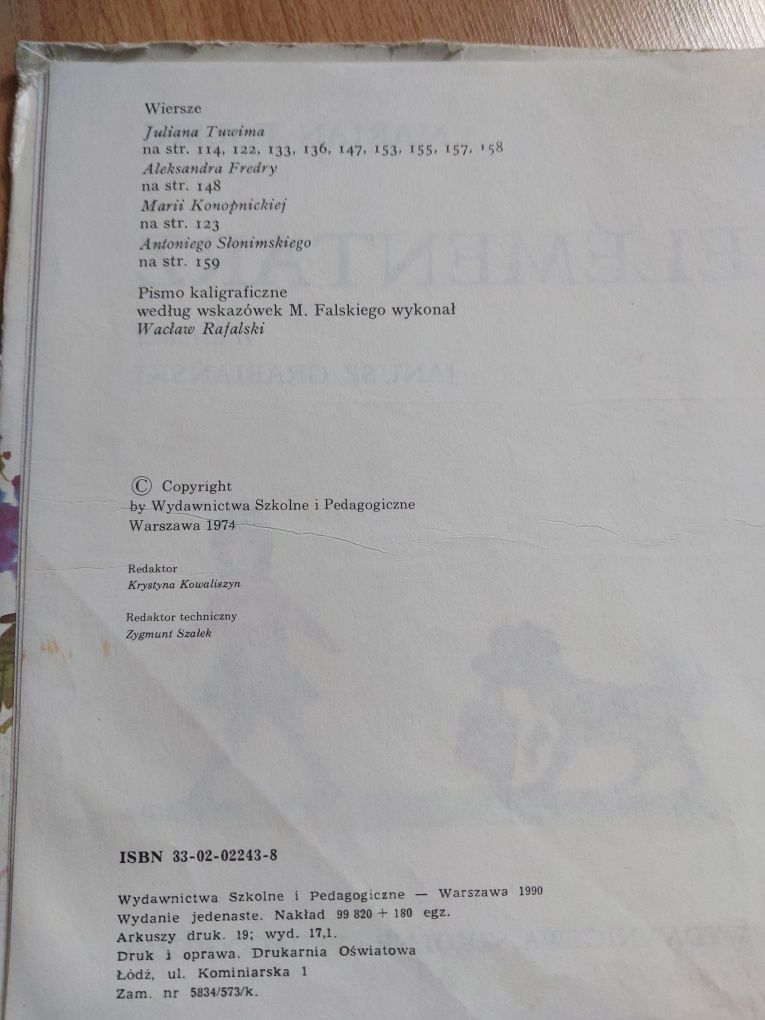 Wiersze
Juliana Tuwima
na str. 114, 122, 133, 136, 147, 153, 155, 157, 158
Aleksandra Fredry
na str. 148
Marii Konopnickiej
na str. 123
Antoniego Słonimskiego
na str. 159
Pismo kaligraficzne
według wskazówek M. Falskiego wykonał
Wacław Rafalski
© Copyright
by Wydawnictwa Szkolne i Pedagogiczne
Warszawa 1974
Redaktor
Krystyna Kowaliszyn
Redaktor techniczny
Zygmunt Szałek
ISBN 33-02-02243-8
Wydawnictwa Szkolne i Pedagogiczne — Warszawa 1990
Wydanie jedenaste. Nakład 99 820 + 180 egz.
Arkuszy druk. 19; wyd. 17,1.
Druk i oprawa. Drukarnia Oświatowa
Łódź, ul. Kominiarska 1
Zam. nr 5834/573/k.